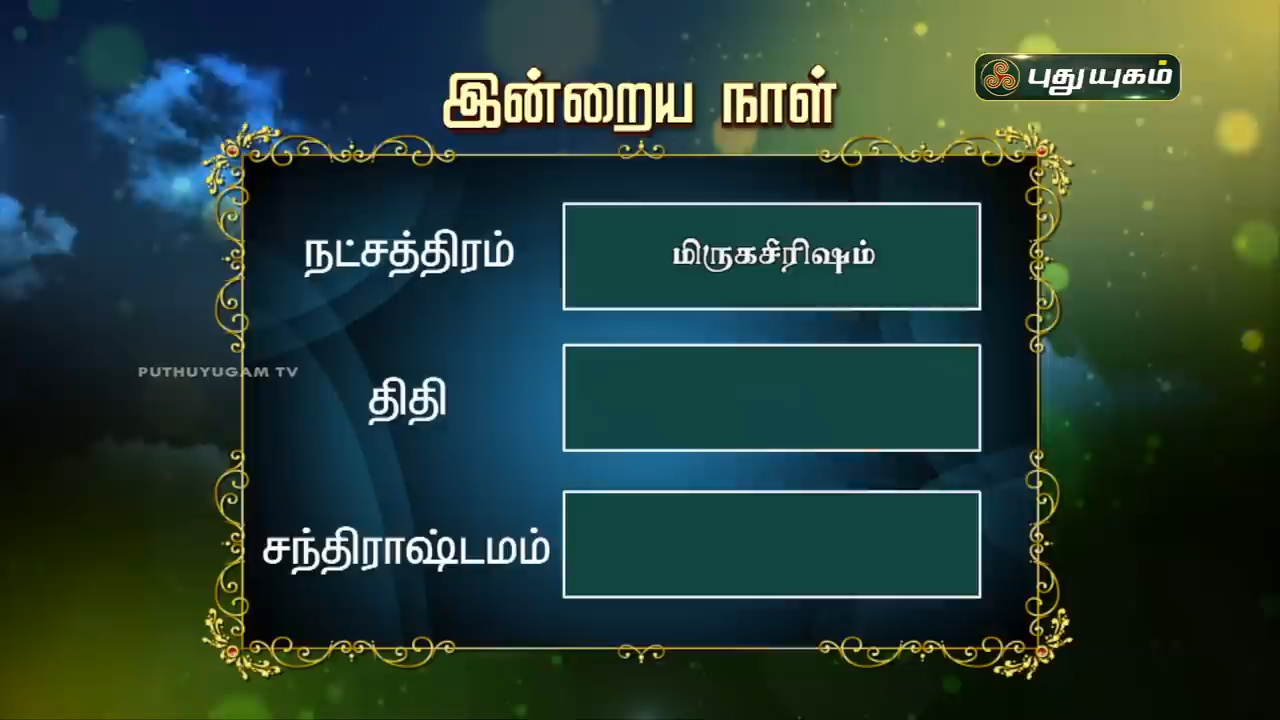 புதுயுகம்
இன்றைய நாள்
நட்சத்திரம்
மிருகசீரிஷம்
PUTHUYUGAM TV
திதி
சந்திராஷ்டமம்